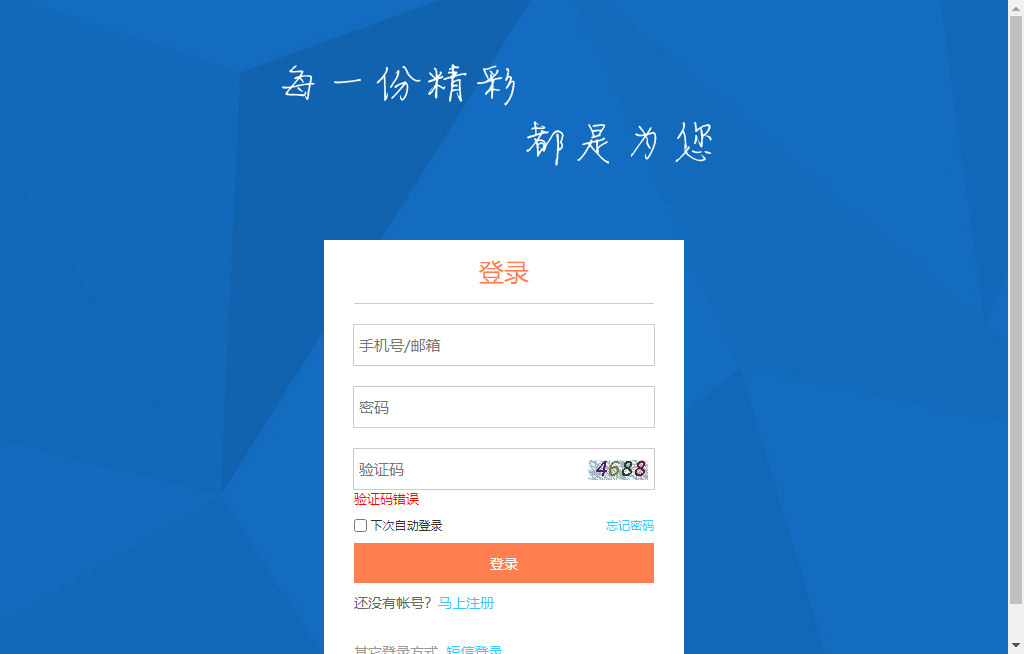 每一份精彩
都是为您
登录
手机号/邮箱
密码
验证码 4688
验证码错误
下次自动登录 忘记密码
登录
还没有帐号？马上注册
其它登录方式 短信登录